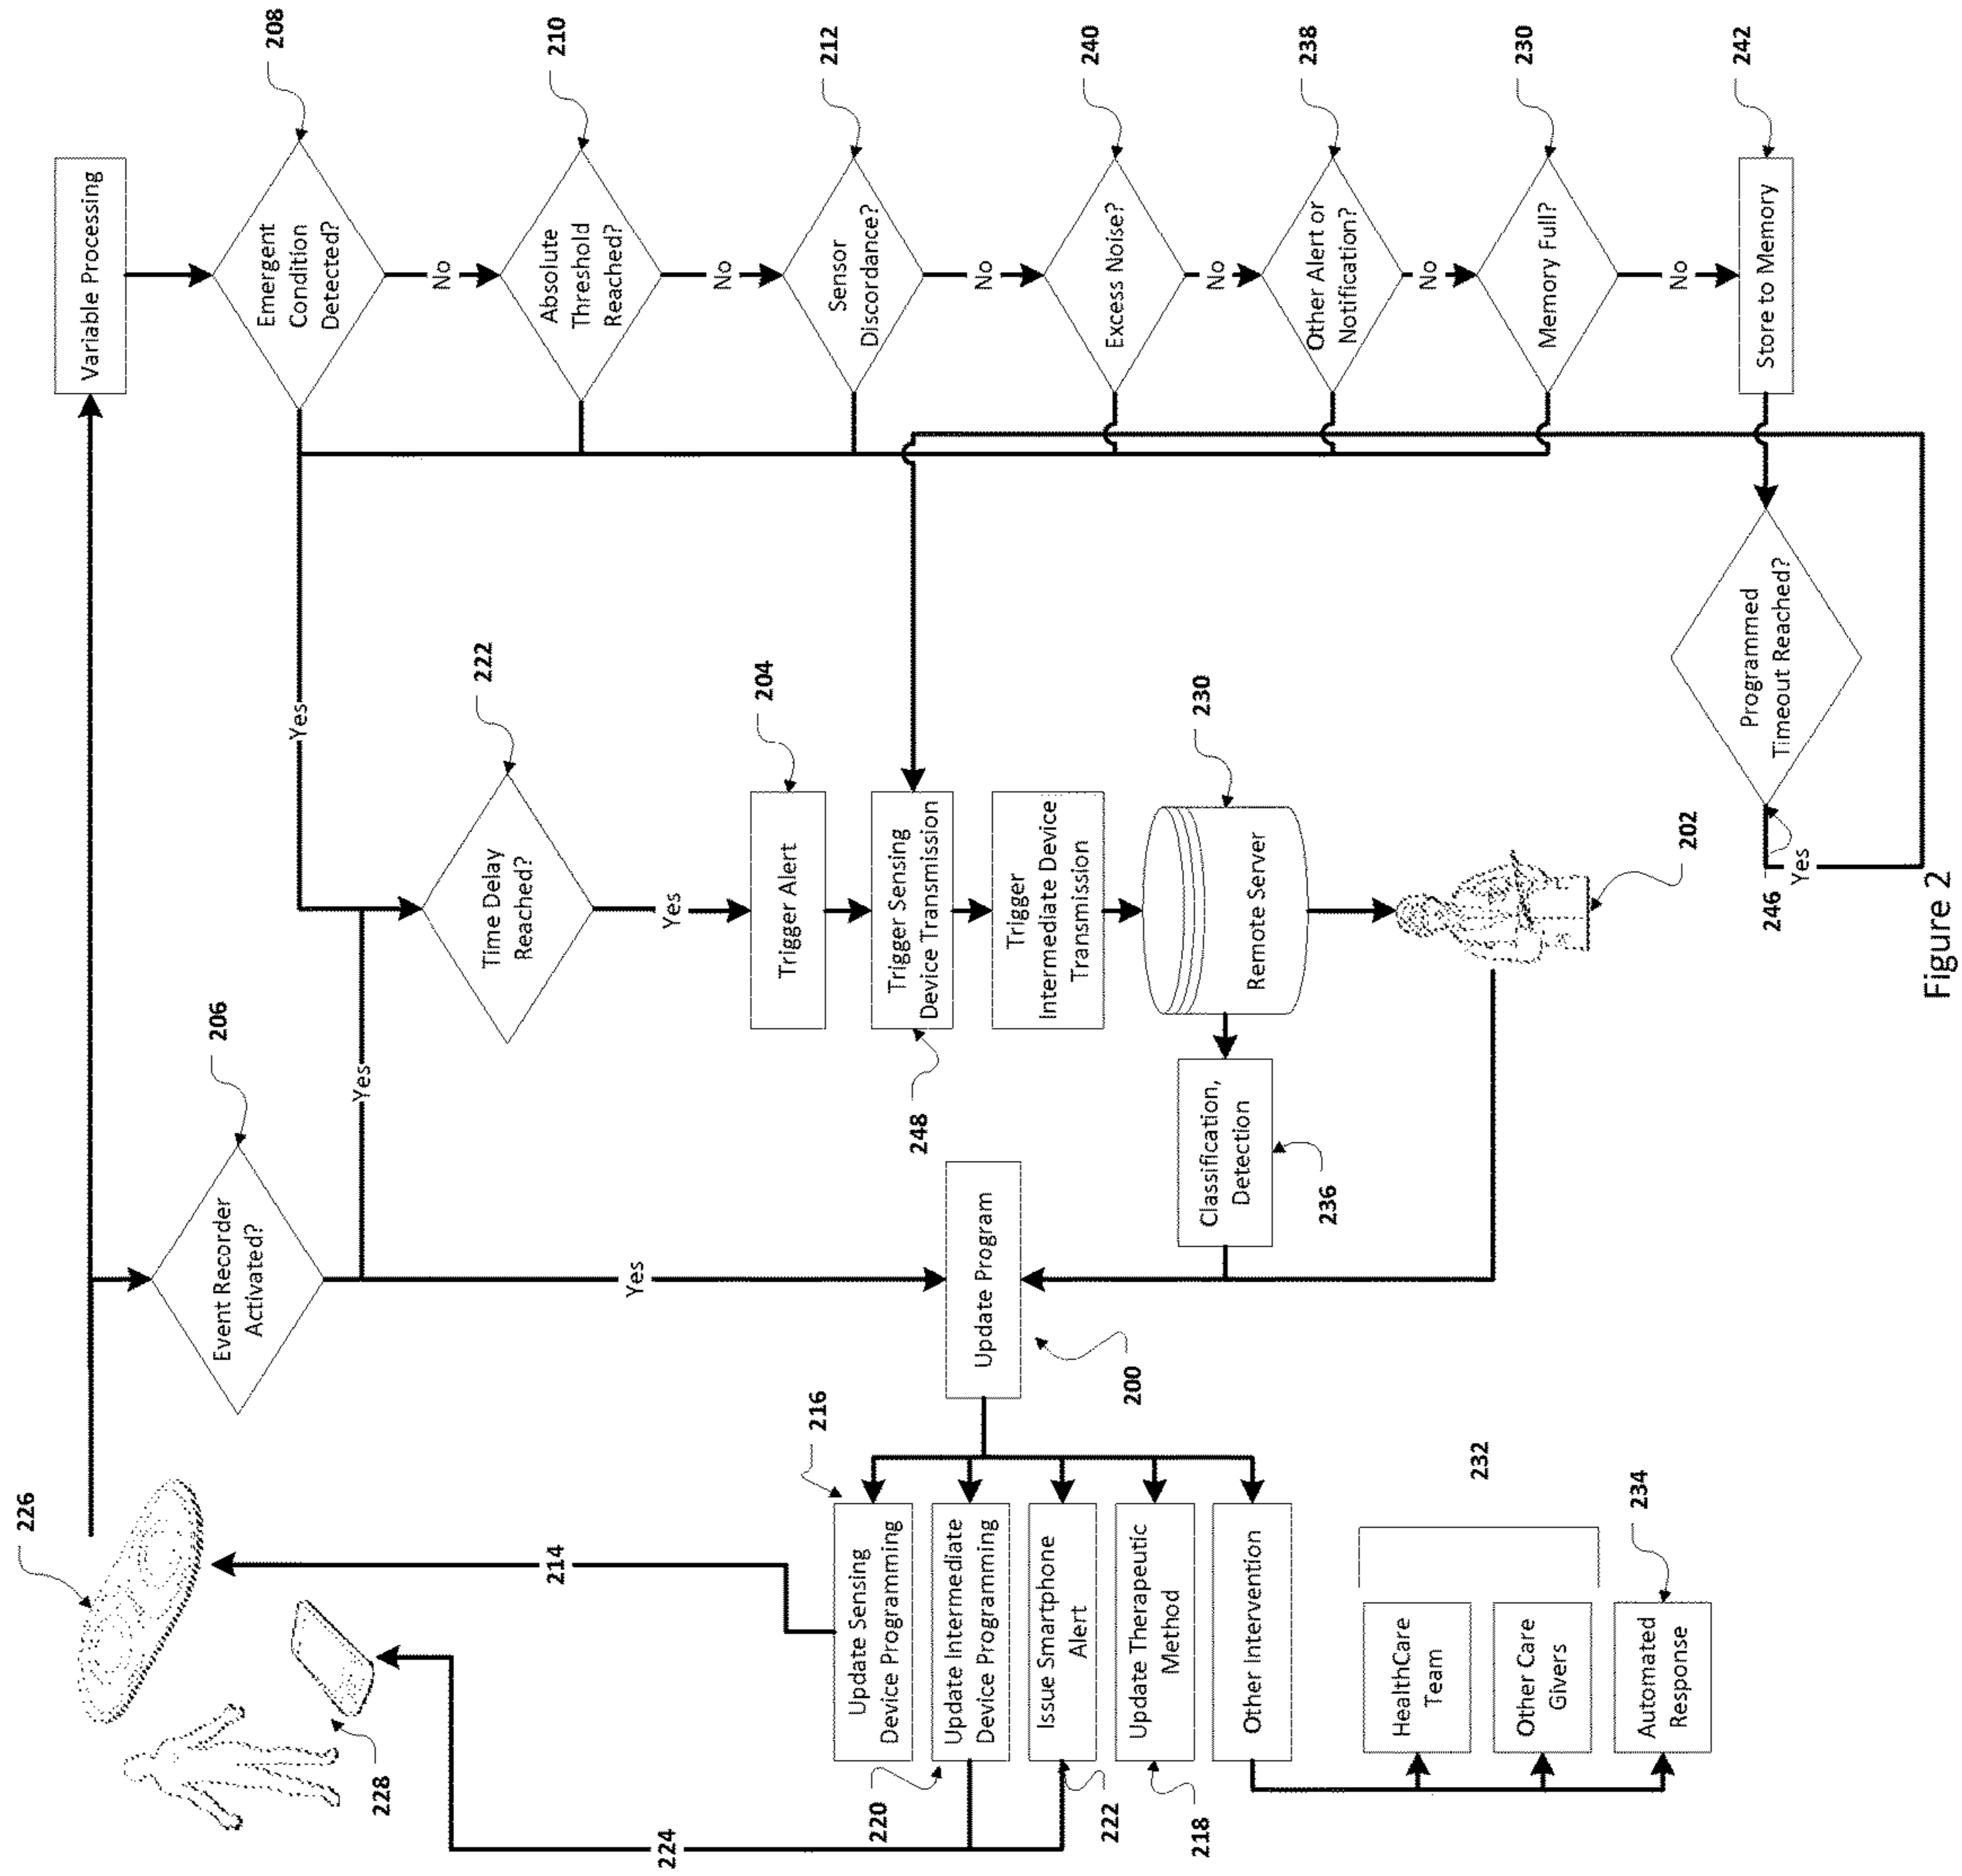 226
228
Variable Processing
208
Emergent
Condition
Detected?
No
210
Absolute
Threshold
Reached?
No
212
Sensor
Discordance?
No
240
Excess Noise?
No
238
Other Alert or
Notification?
No
230
Memory Full?
No
242
Store to Memory
Programmed
Timeout Reached?
246
Yes
Yes
206
Event Recorder
Activated?
Yes
Yes
222
Time Delay
Reached?
Yes
204
Trigger Alert
Trigger Sensing
Device Transmission
248
Trigger
Intermediate Device
Transmission
230
Remote Server
202
Classification,
Detection
236
Update Program
200
216
Update Sensing
Device Programming
214
Update Intermediate
Device Programming
220
Issue Smartphone
Alert
222
224
Update Therapeutic
Method
218
Other Intervention
232
HealthCare
Team
Other Care
Givers
234
Automated
Response
Figure 2